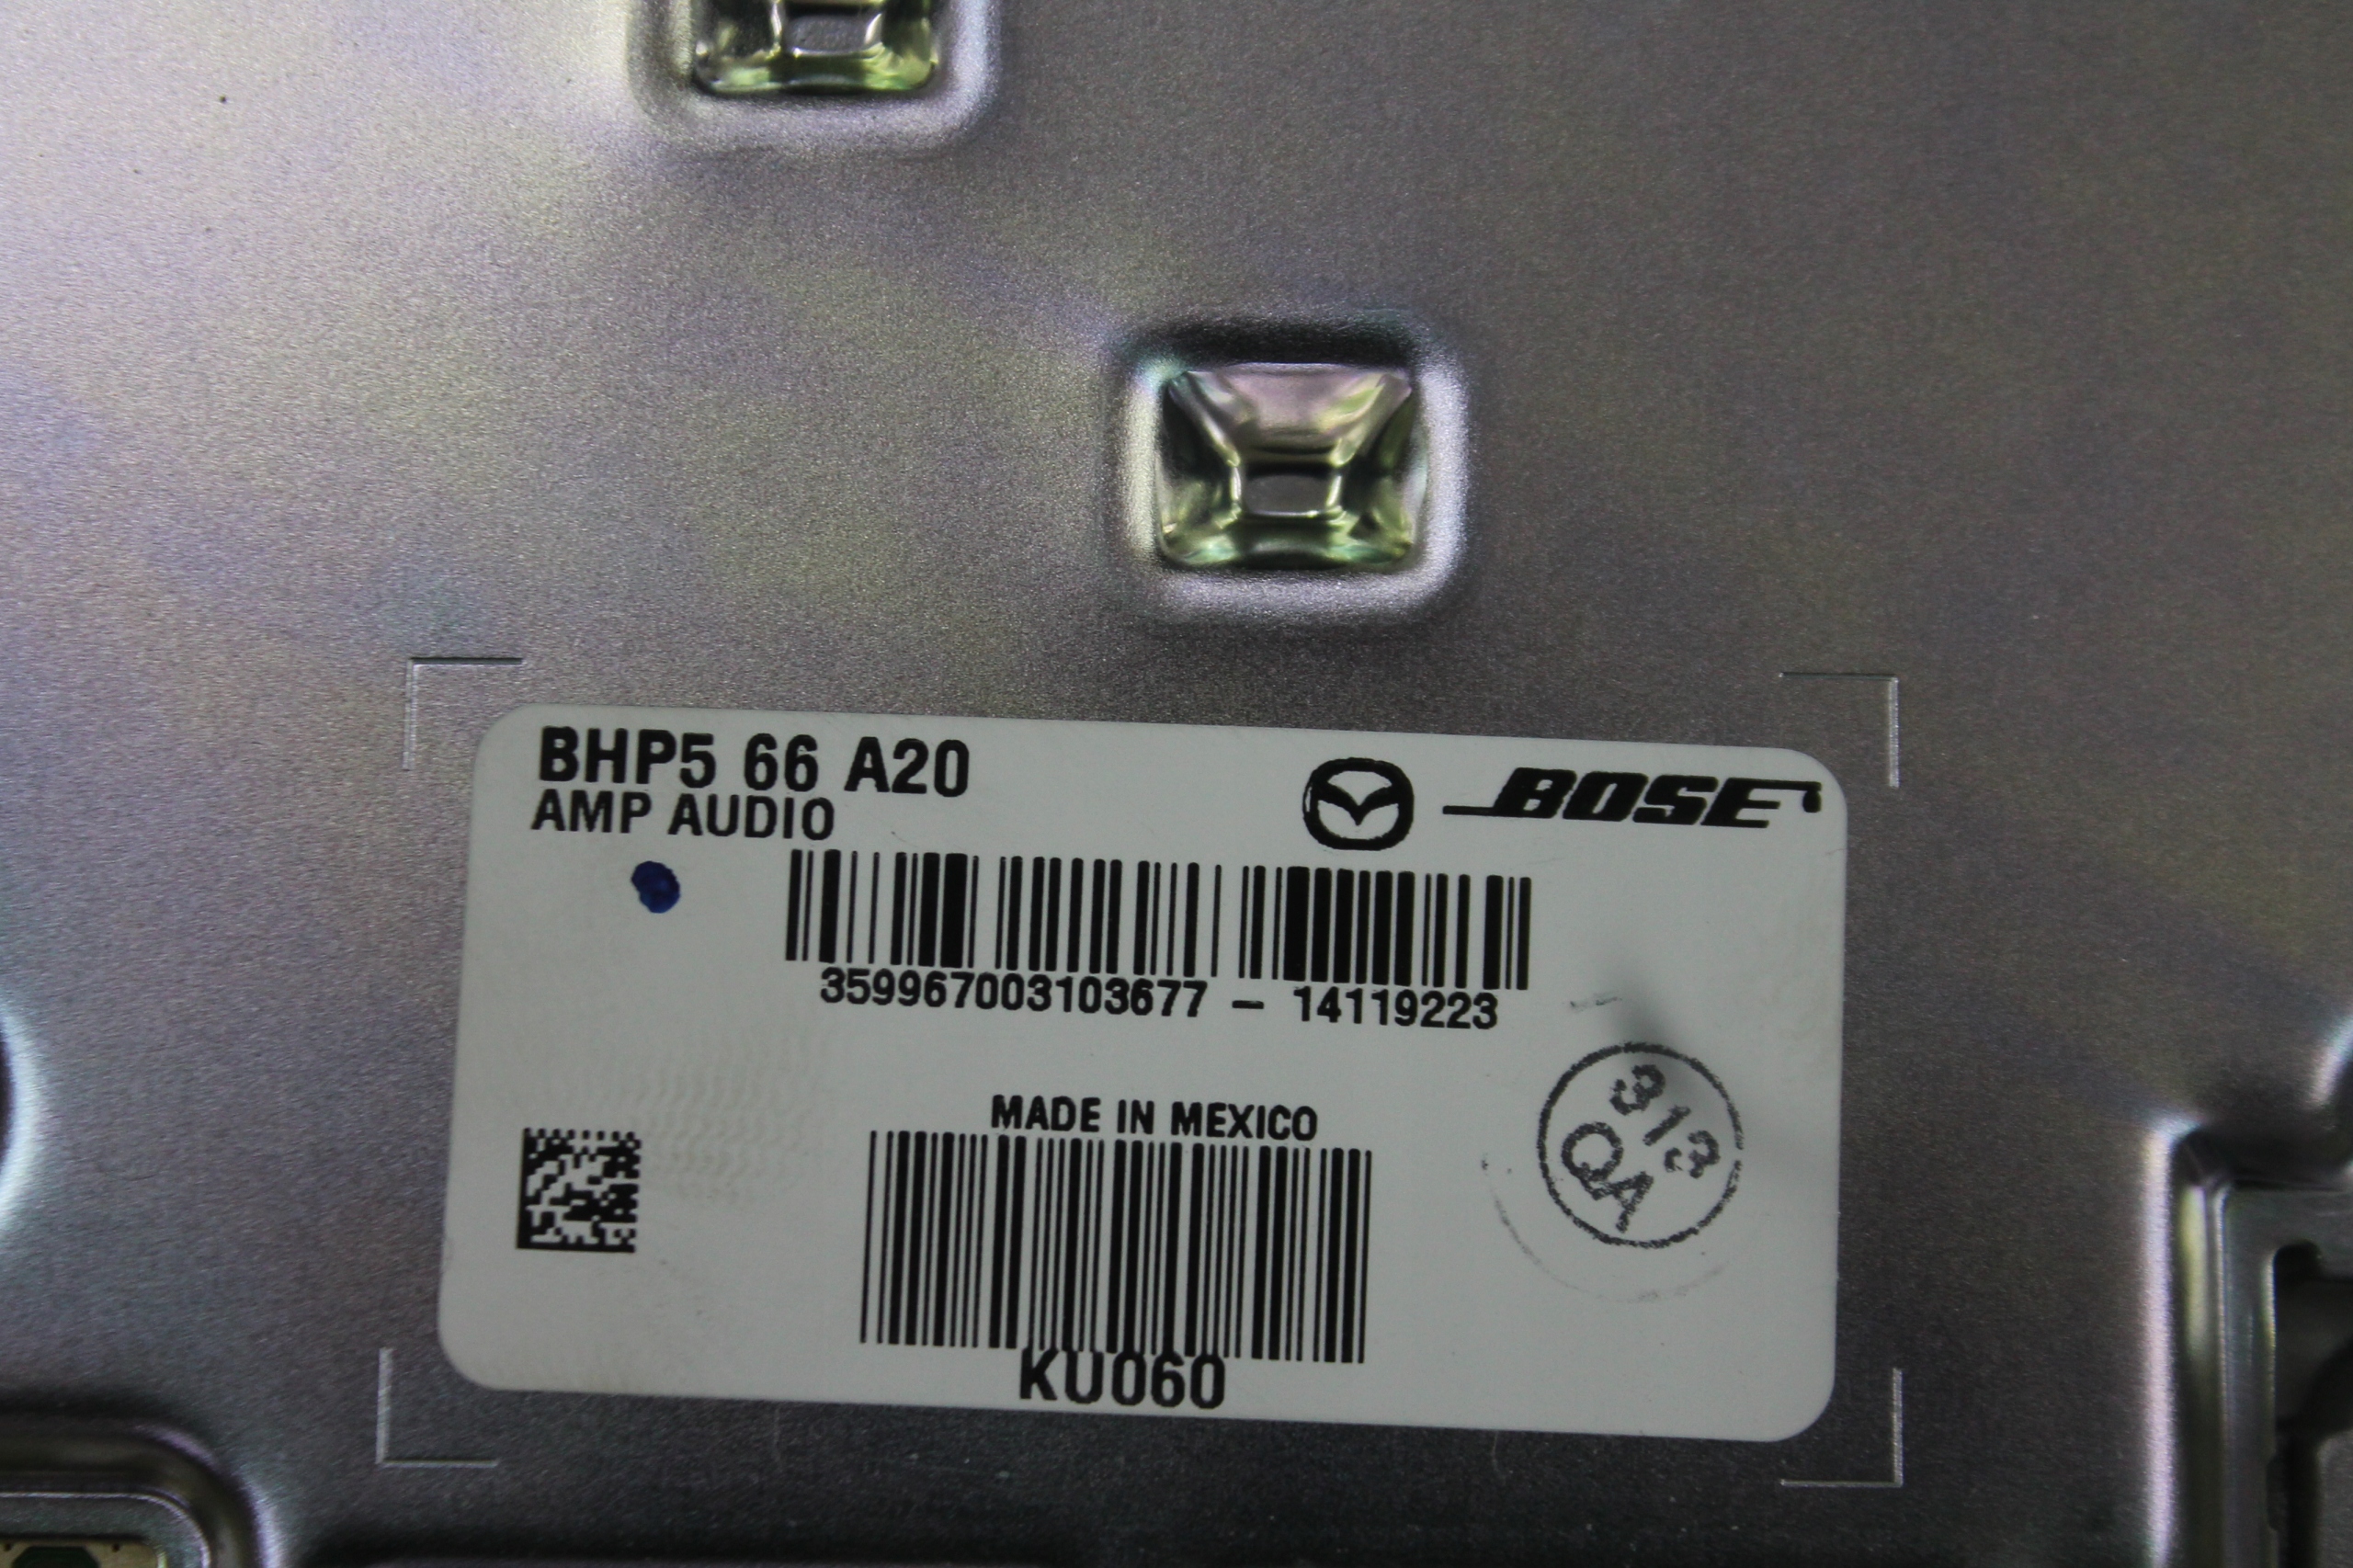 BHP5 66 A20
AMP AUDIO
BOSE
359967003103677 - 14119223
MADE IN MEXICO
313
QA
KU060